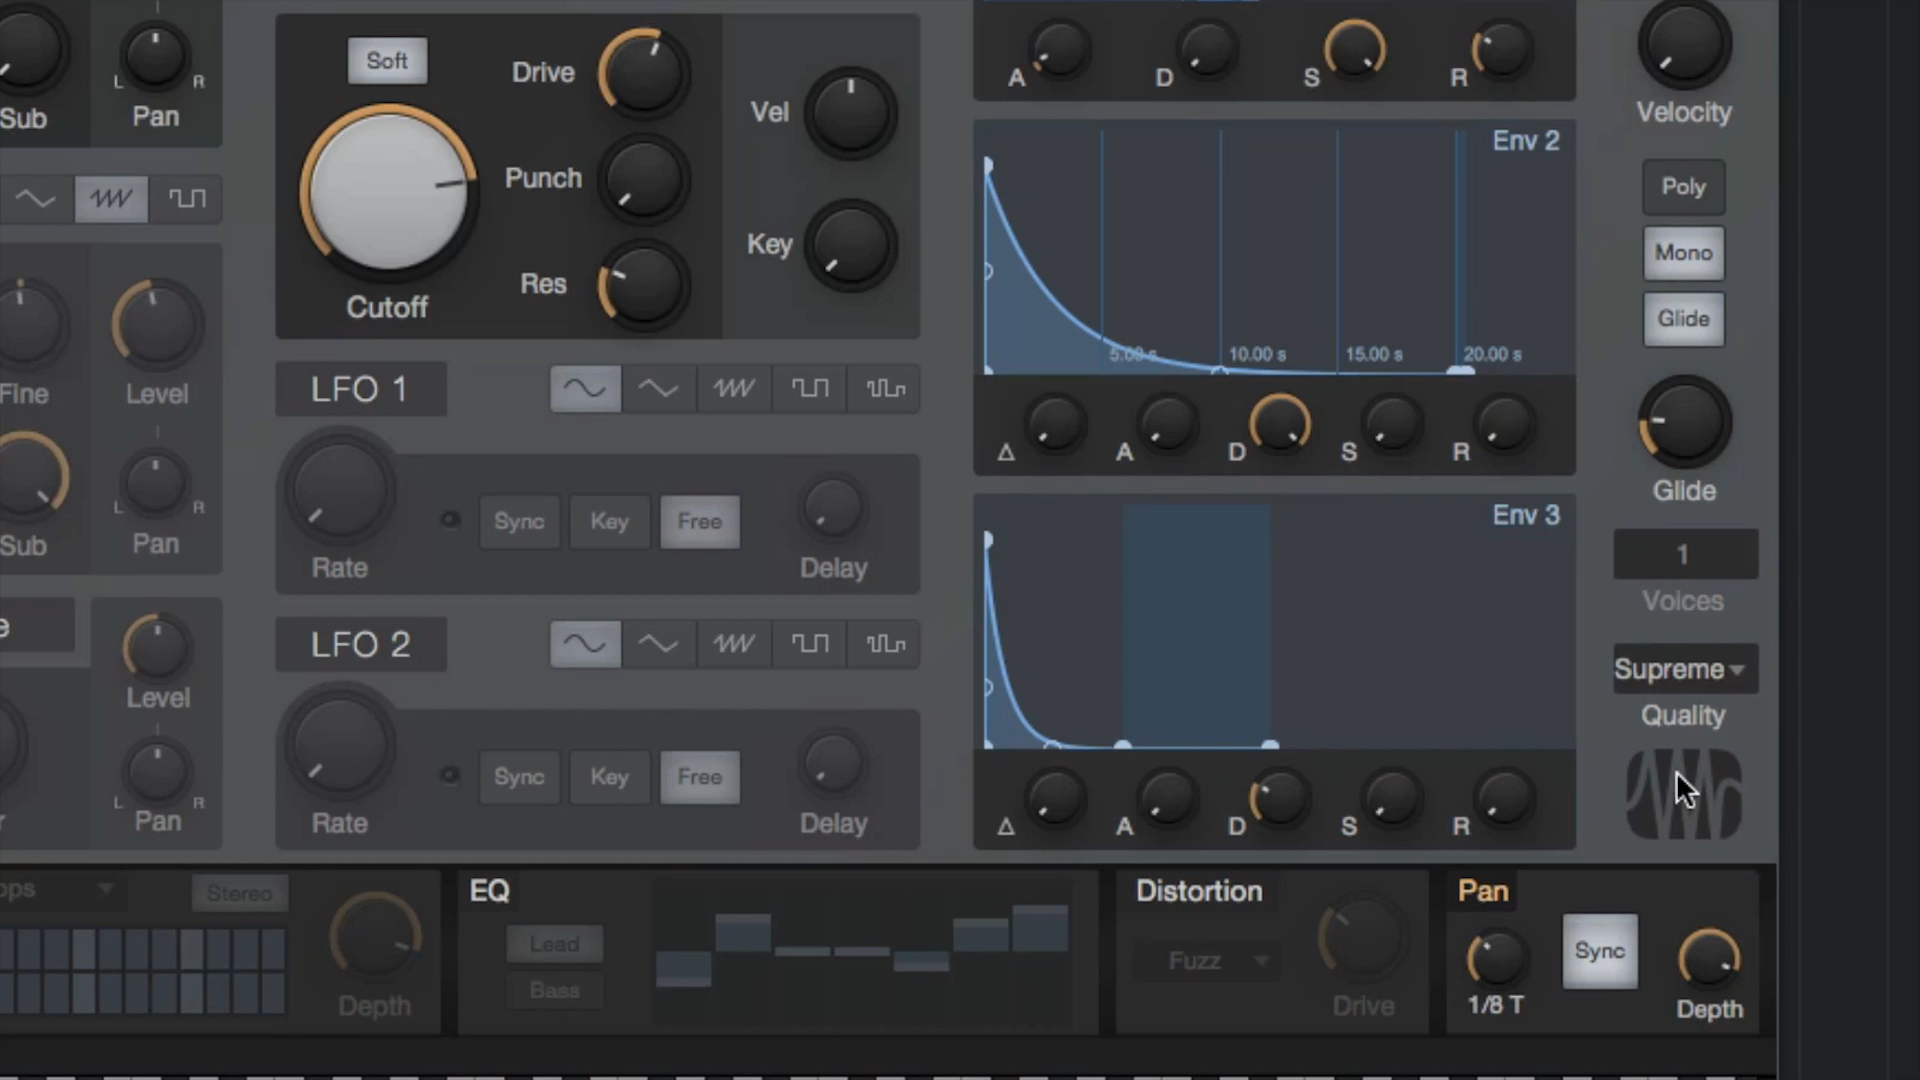 Sub
L
R
Pan
Fine
Level
Sub
L
R
Pan
Level
L
R
Pan
Soft
Drive
Punch
Res
Cutoff
Vel
Key
LFO 1
Rate
Sync
Key
Free
Delay
LFO 2
Rate
Sync
Key
Free
Delay
A
D
S
R
Env 2
5.00 s
10.00 s
15.00 s
20.00 s
Δ
A
D
S
R
Env 3
Δ
A
D
S
R
Velocity
Poly
Mono
Glide
Glide
1
Voices
Supreme
Quality
Stereo
Depth
EQ
Lead
Bass
Distortion
Fuzz
Drive
Pan
1/8 T
Sync
Depth